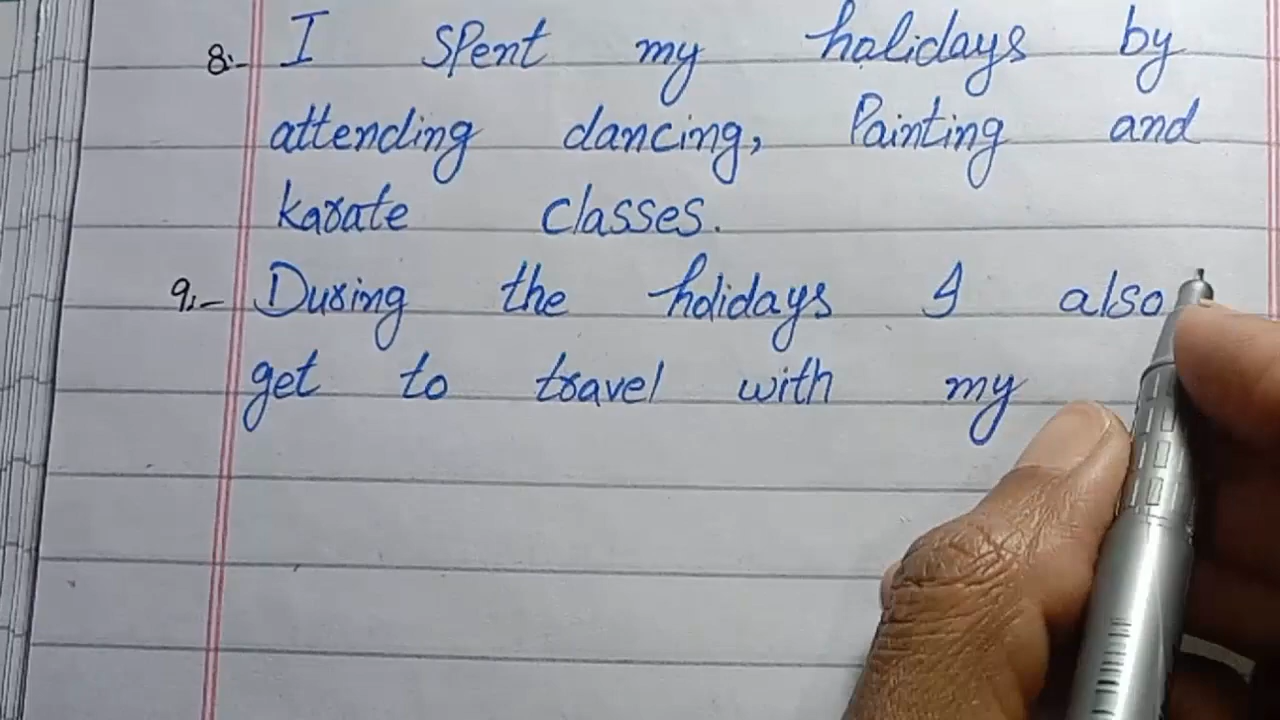 8:- I spent my holidays by
attending dancing, Painting and
karate classes.
9:- During the holidays I also
get to travel with my